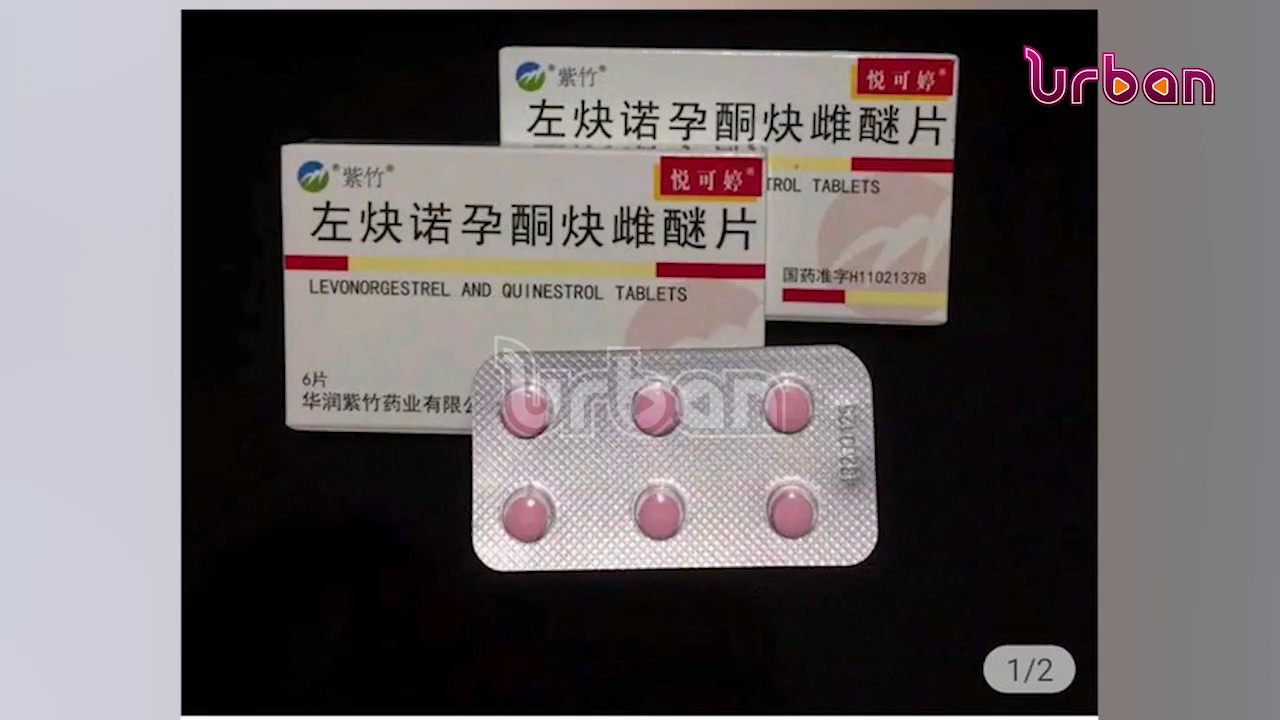 Urban
紫竹®
悦可婷®
左炔诺孕酮炔雌醚片
TROL TABLETS
国药准字H11021378
紫竹®
悦可婷®
左炔诺孕酮炔雌醚片
LEVONORGESTREL AND QUINESTROL TABLETS
6片
华润紫竹药业有限公
Urban
1/2